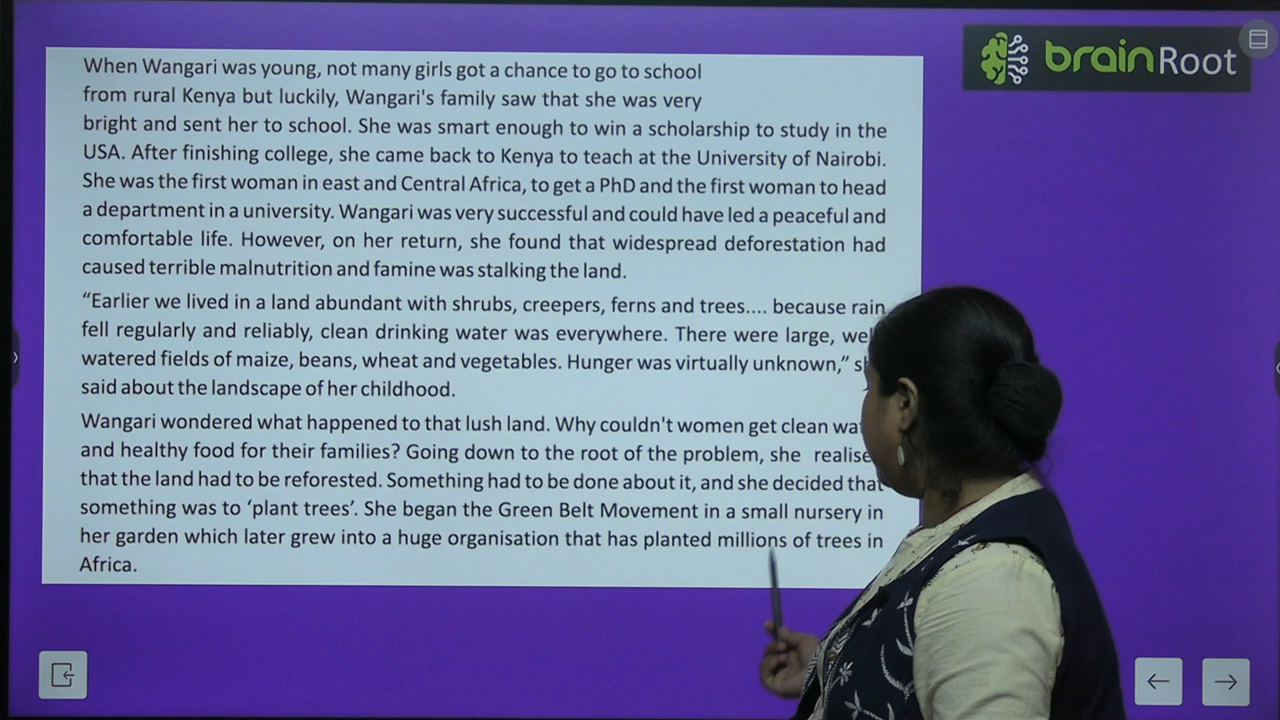 brainRoot
When Wangari was young, not many girls got a chance to go to school
from rural Kenya but luckily, Wangari's family saw that she was very
bright and sent her to school. She was smart enough to win a scholarship to study in the
USA. After finishing college, she came back to Kenya to teach at the University of Nairobi.
She was the first woman in east and Central Africa, to get a PhD and the first woman to head
a department in a university. Wangari was very successful and could have led a peaceful and
comfortable life. However, on her return, she found that widespread deforestation had
caused terrible malnutrition and famine was stalking the land.
“Earlier we lived in a land abundant with shrubs, creepers, ferns and trees.... because rain
fell regularly and reliably, clean drinking water was everywhere. There were large,
watered fields of maize, beans, wheat and vegetables. Hunger was virtually unknown,”
said about the landscape of her childhood.
Wangari wondered what happened to that lush land. Why couldn't women get clean
and healthy food for their families? Going down to the root of the problem, she
that the land had to be reforested. Something had to be done about it, and she decided that
something was to ‘plant trees’. She began the Green Belt Movement in a small nursery in
her garden which later grew into a huge organisation that has planted millions of trees in
Africa.